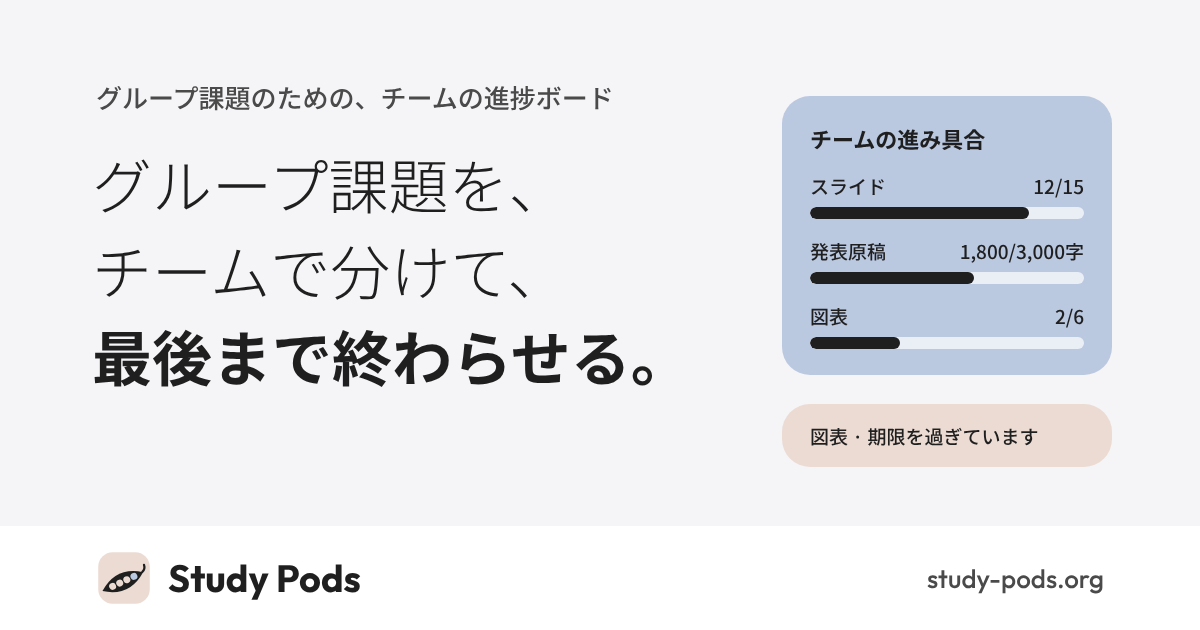 グループ課題のための、チームの進捗ボード
グループ課題を、
チームで分けて、
最後まで終わらせる。
チームの進み具合
スライド 12/15
発表原稿 1,800/3,000字
図表 2/6
図表・期限を過ぎています
Study Pods
study-pods.org